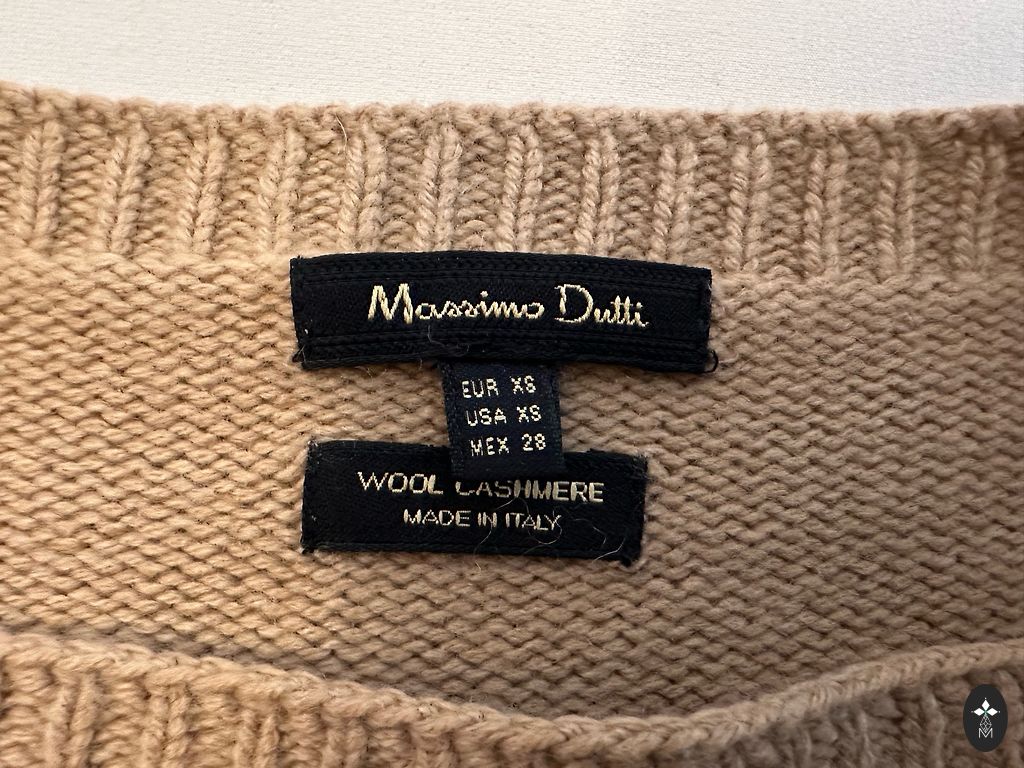 Massimo Dutti
EUR XS
USA XS
MEX 28
WOOL CASHMERE
MADE IN ITALY
M